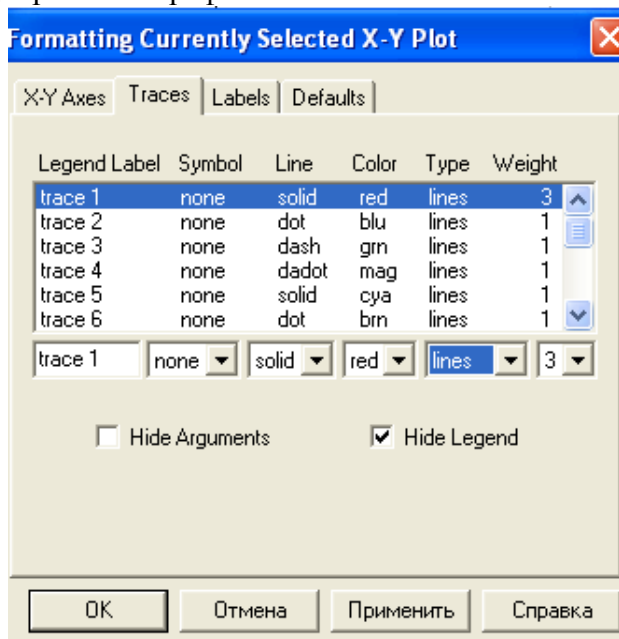 Formatting Currently Selected X-Y Plot
X-Y Axes Traces Labels Defaults
Legend Label Symbol Line Color Type Weight
trace 1 none solid red lines 3
trace 2 none dot blu lines 1
trace 3 none dash grn lines 1
trace 4 none dadot mag lines 1
trace 5 none solid cya lines 1
trace 6 none dot brn lines 1
trace 1 none solid red lines 3
Hide Arguments Hide Legend
OK Отмена Применить Справка